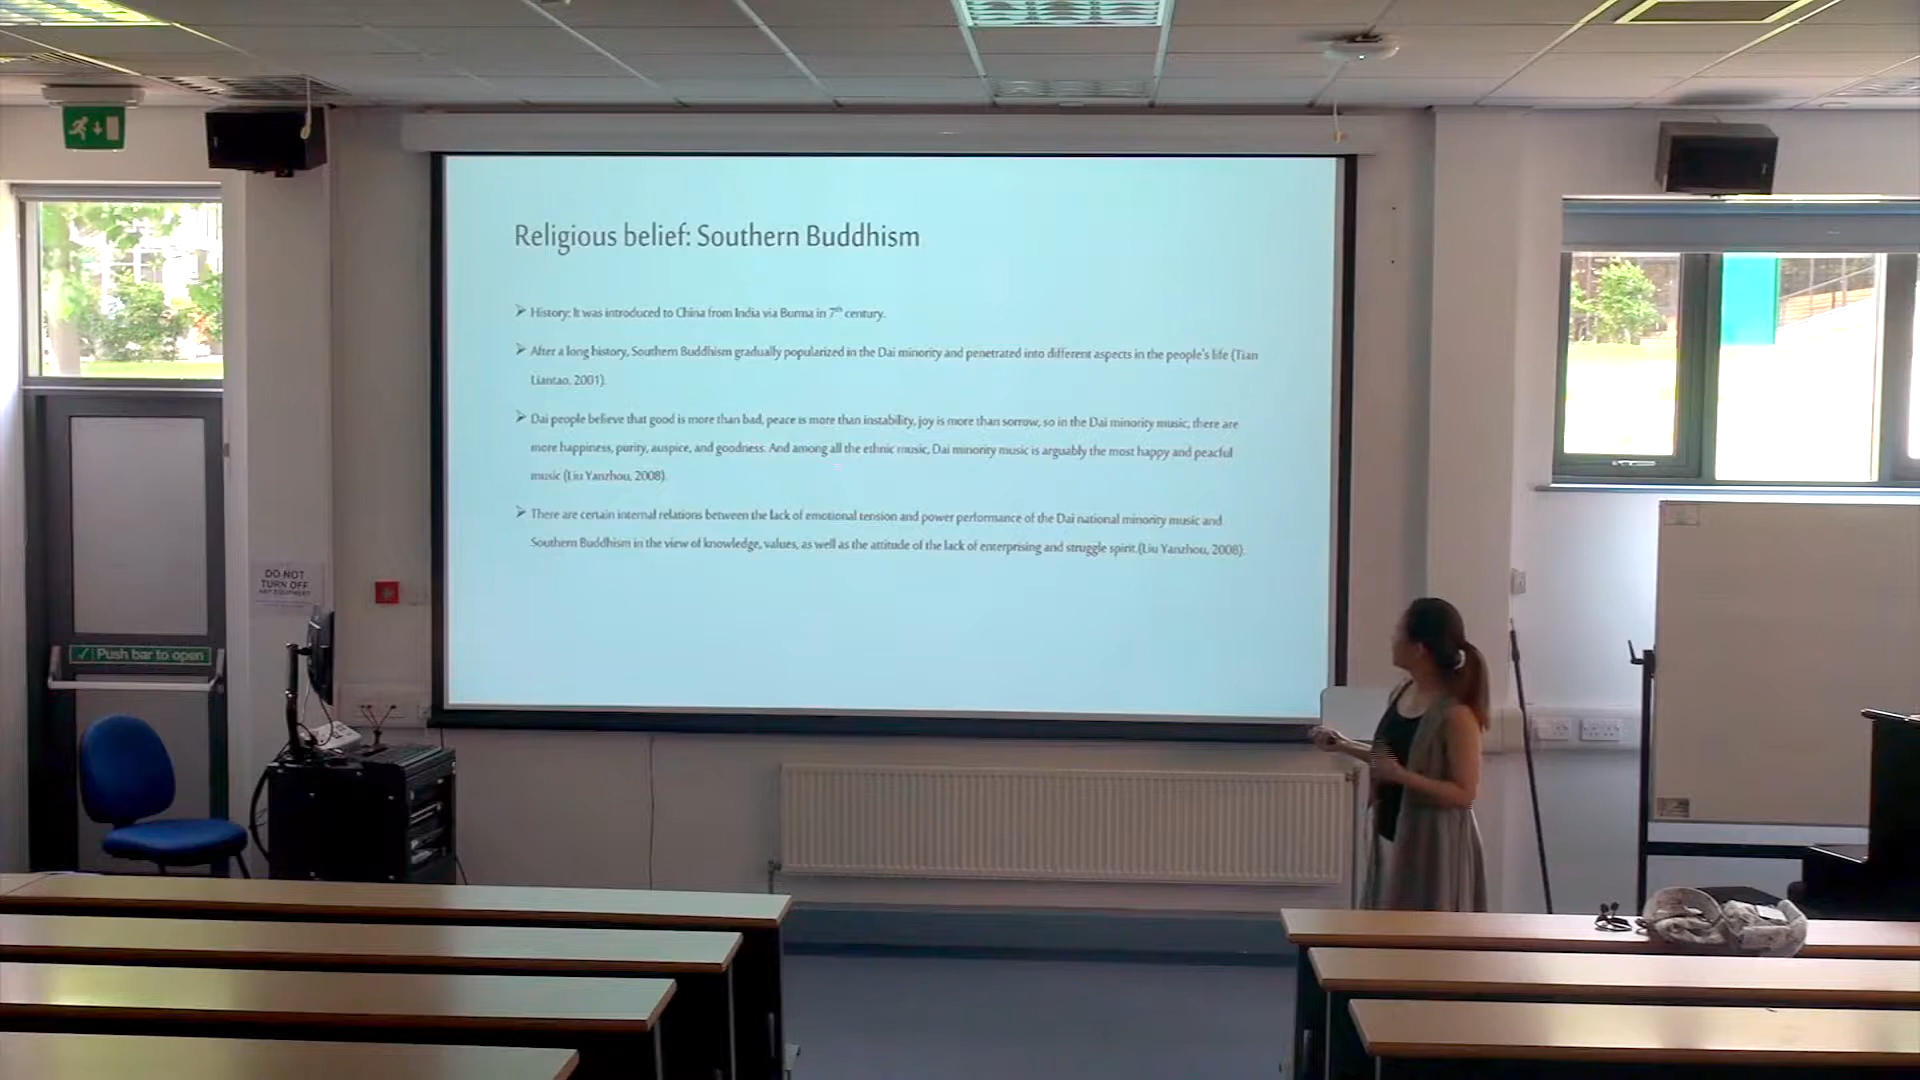 Religious belief: Southern Buddhism
➢ History: It was introduced to China from India via Burma in 7th century.
➢ After a long history, Southern Buddhism gradually popularized in the Dai minority and penetrated into different aspects in the people's life (Tian
Liantao, 2001).
➢ Dai people believe that good is more than bad, peace is more than instability, joy is more than sorrow, so in the Dai minority music, there are
more happiness, purity, auspice, and goodness. And among all the ethnic music, Dai minority music is arguably the most happy and peaceful
music (Liu Yanzhou, 2008).
➢ There are certain internal relations between the lack of emotional tension and power performance of the Dai national minority music and
Southern Buddhism in the view of knowledge, values, as well as the attitude of the lack of enterprising and struggle spirit.(Liu Yanzhou, 2008).
DO NOT
TURN OFF
ANY EQUIPMENT
Push bar to open